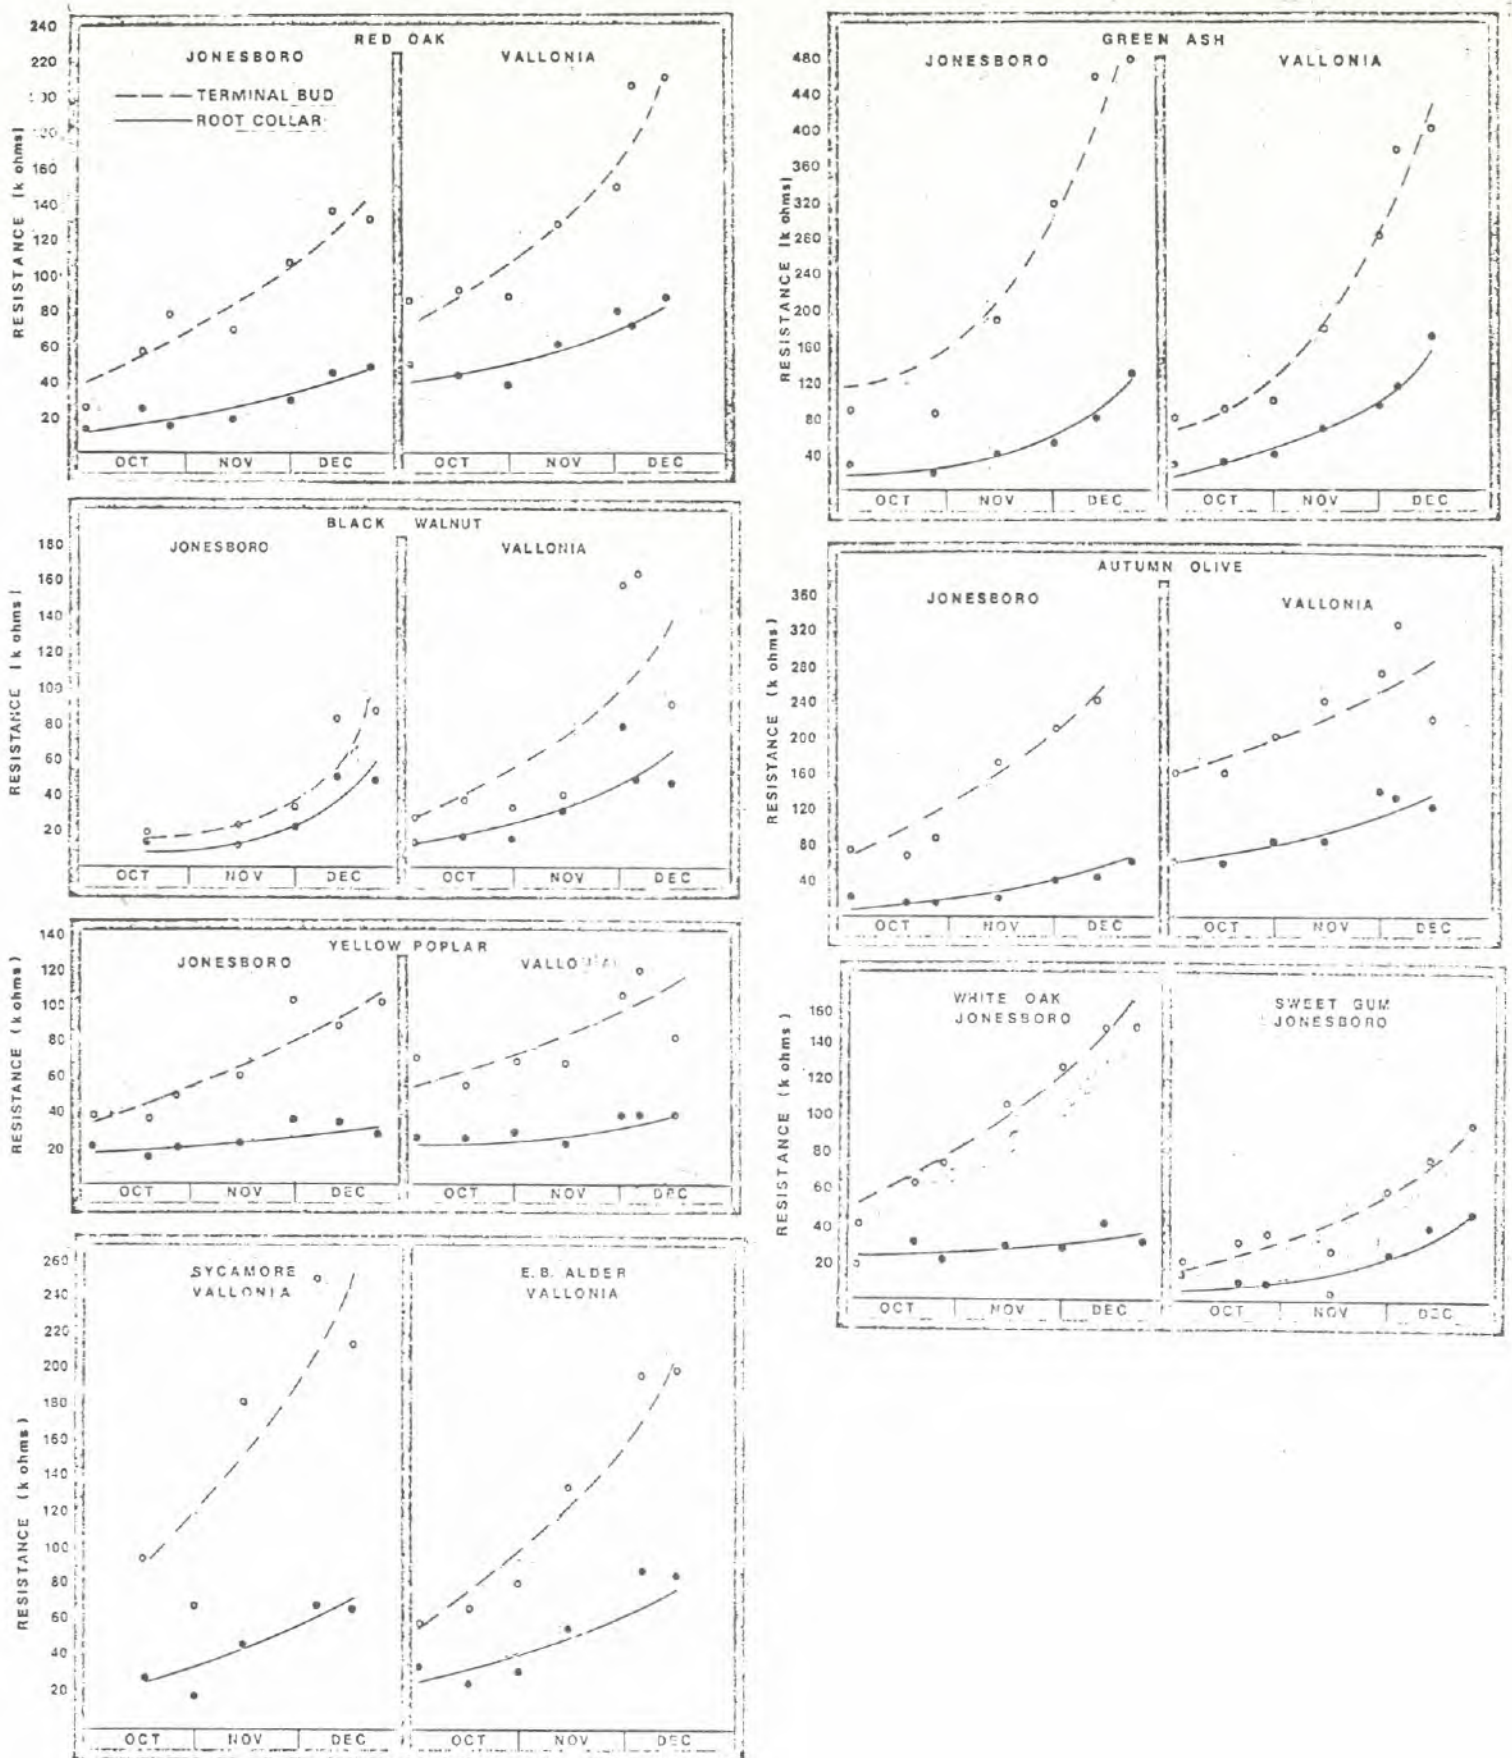 RED OAK
JONESBORO VALLONIA
TERMINAL BUD
ROOT COLLAR
RESISTANCE (k ohms)
240
220
180
160
140
120
100
80
60
40
20
OCT NOV DEC OCT NOV DEC
BLACK WALNUT
JONESBORO VALLONIA
RESISTANCE (k ohms)
180
160
140
120
100
80
60
40
20
OCT NOV DEC OCT NOV DEC
YELLOW POPLAR
JONESBORO
RESISTANCE (k ohms)
140
120
100
80
60
40
20
OCT NOV DEC OCT NOV DEC
SYCAMORE
VALLONIA
E.B. ALDER
VALLONIA
RESISTANCE (k ohms)
260
240
220
200
180
160
140
120
100
80
60
40
20
OCT NOV DEC OCT NOV DEC
GREEN ASH
JONESBORO VALLONIA
RESISTANCE (k ohms)
480
440
400
360
320
280
240
200
160
120
80
40
OCT NOV DEC OCT NOV DEC
AUTUMN OLIVE
JONESBORO VALLONIA
RESISTANCE (k ohms)
360
320
280
240
200
160
120
80
40
OCT NOV DEC OCT NOV DEC
WHITE OAK
JONESBORO
SWEET GUM
JONESBORO
RESISTANCE (k ohms)
160
140
120
100
80
60
40
20
OCT NOV DEC OCT NOV DEC